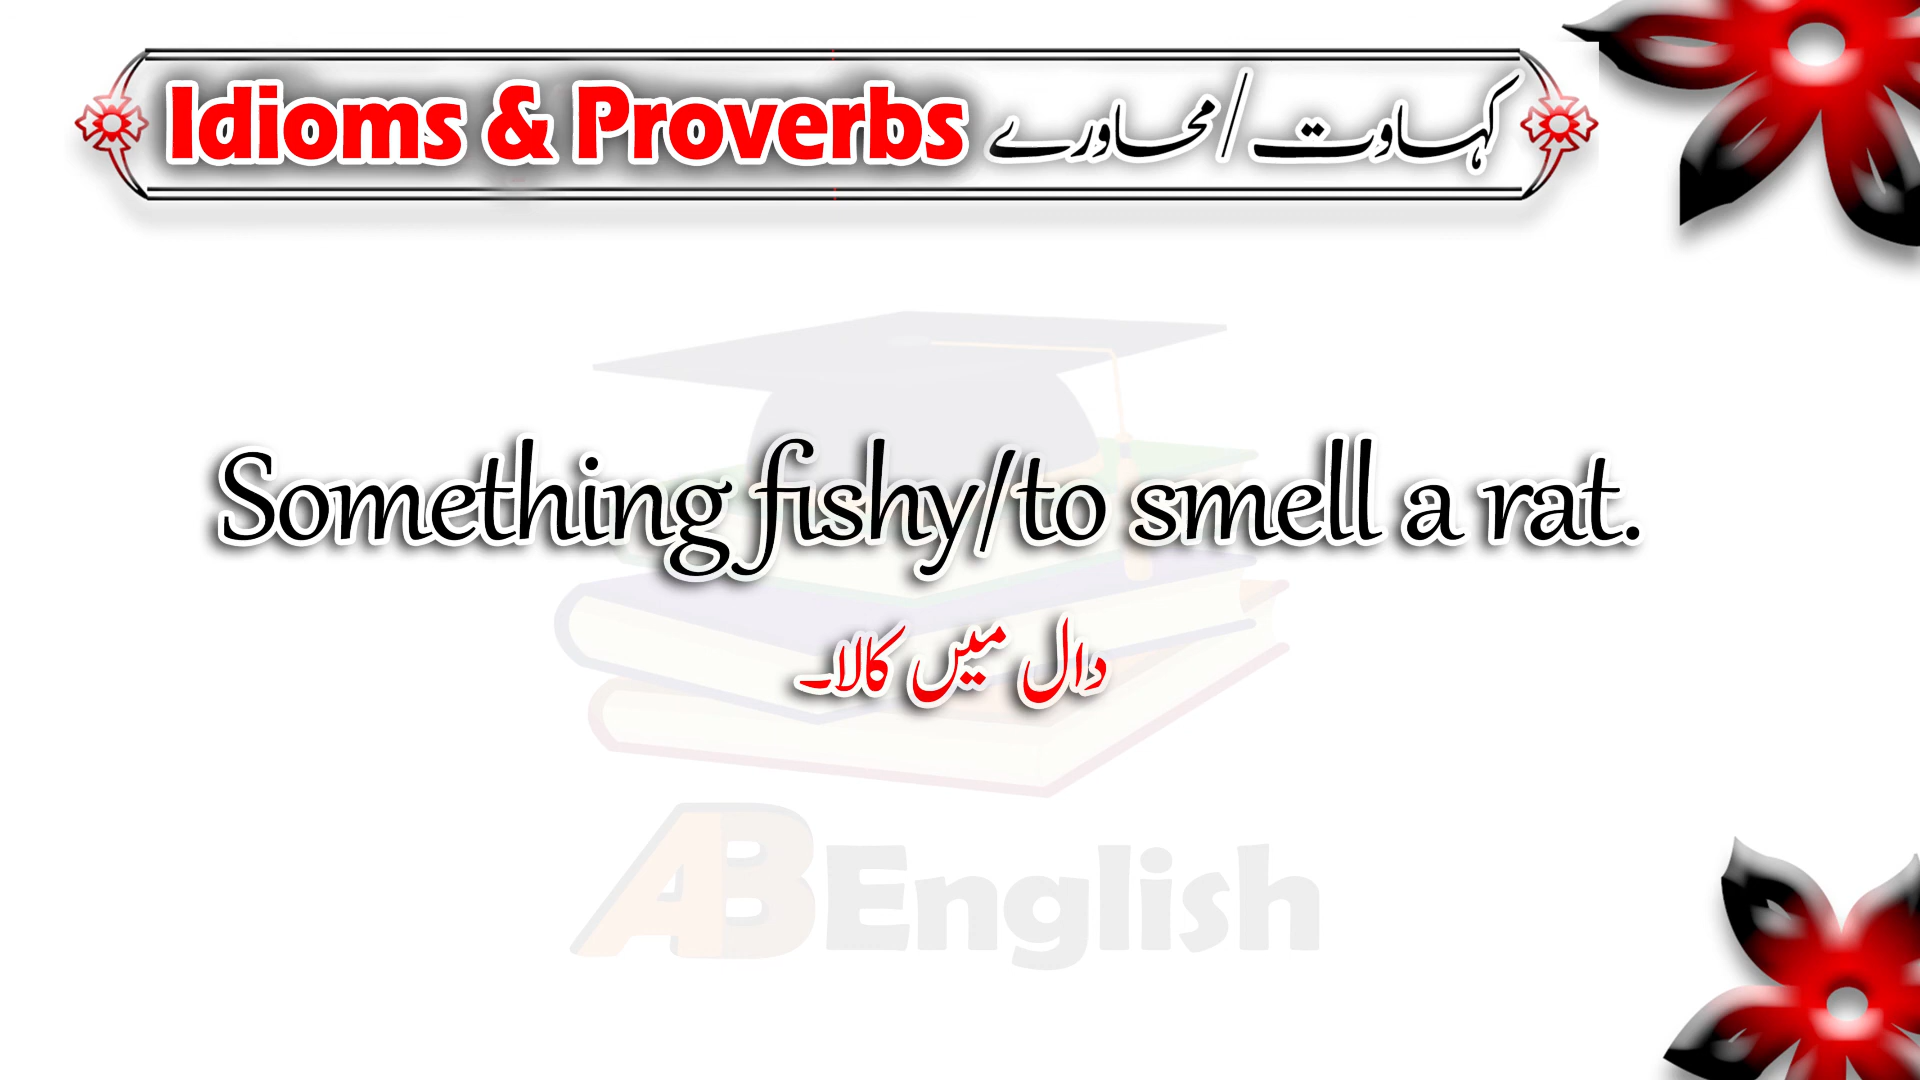 Idioms & Proverbs کہاوت/محاورے
Something fishy/to smell a rat.
دال میں کالا۔
ABEnglish